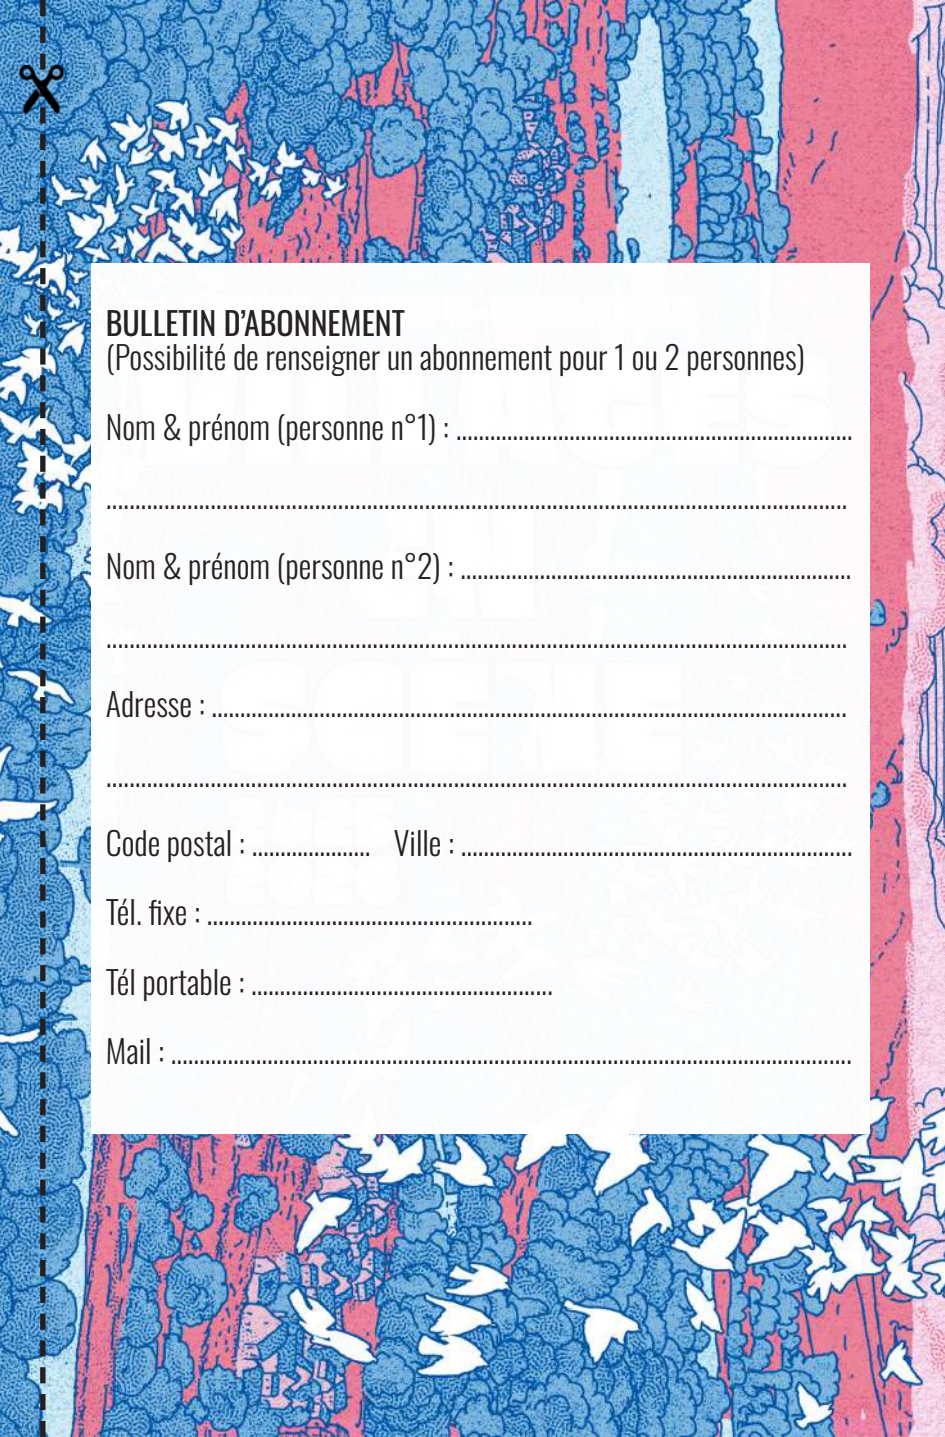 BULLETIN D'ABONNEMENT
(Possibilité de renseigner un abonnement pour 1 ou 2 personnes)
Nom & prénom (personne n°1) : ......................................................................
....................................................................................................................................
Nom & prénom (personne n°2) : .....................................................................
....................................................................................................................................
Adresse : .................................................................................................................
....................................................................................................................................
Code postal : ..................... Ville : .....................................................................
Tél. fixe : ..........................................................
Tél portable : .....................................................
Mail : .........................................................................................................................